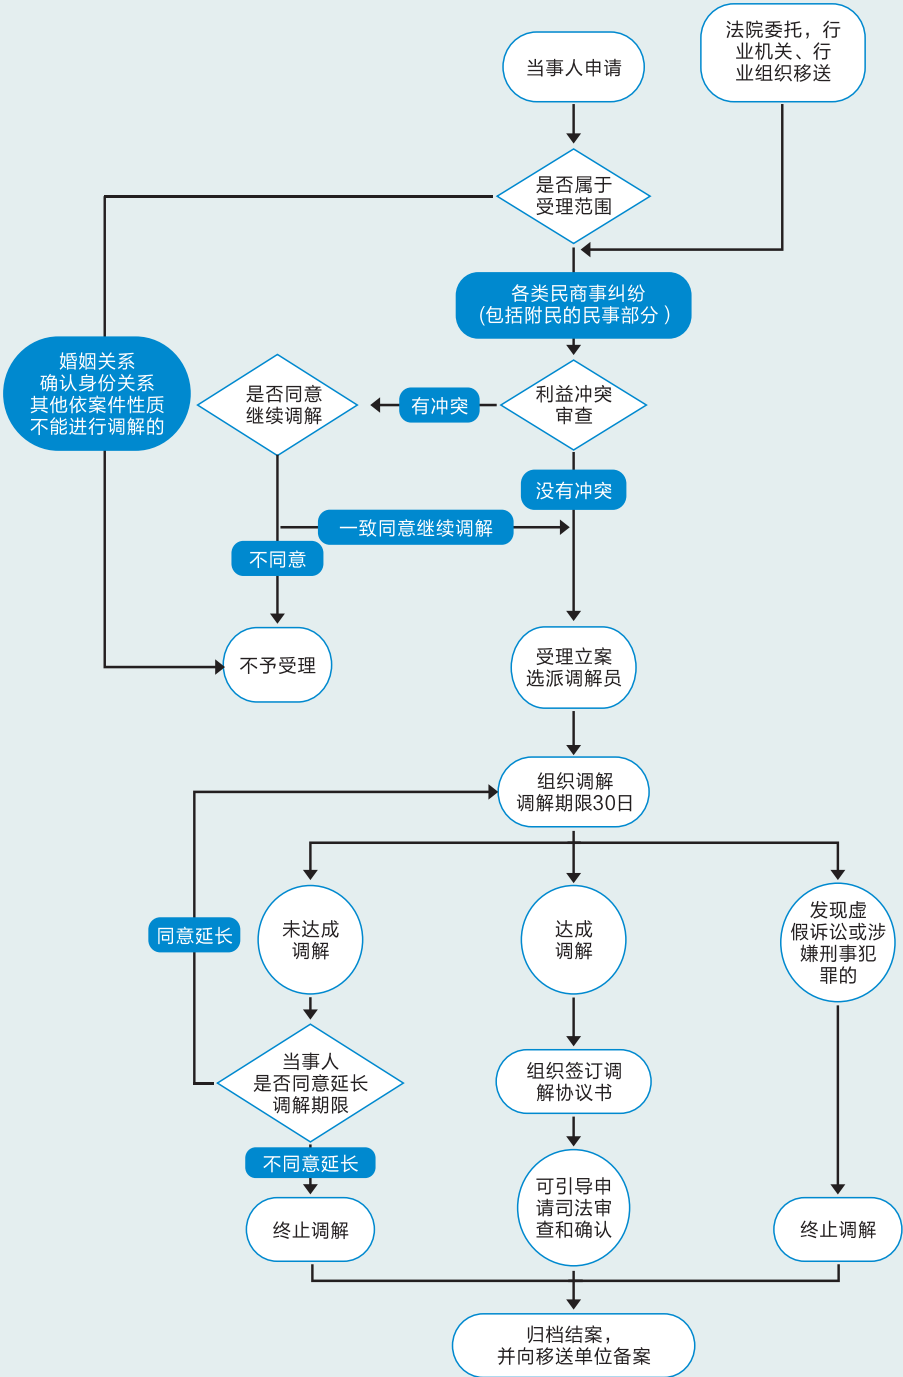 当事人申请
法院委托，行
业机关、行
业组织移送
是否属于
受理范围
各类民商事纠纷
(包括附民的民事部分)
婚姻关系
确认身份关系
其他依案件性质
不能进行调解的
是否同意
继续调解
有冲突
利益冲突
审查
没有冲突
一致同意继续调解
不同意
不予受理
受理立案
选派调解员
组织调解
调解期限30日
同意延长
未达成
调解
达成
调解
发现虚
假诉讼或涉
嫌刑事犯
罪的
当事人
是否同意延长
调解期限
组织签订调
解协议书
不同意延长
可引导申
请司法审
查和确认
终止调解
终止调解
归档结案，
并向移送单位备案